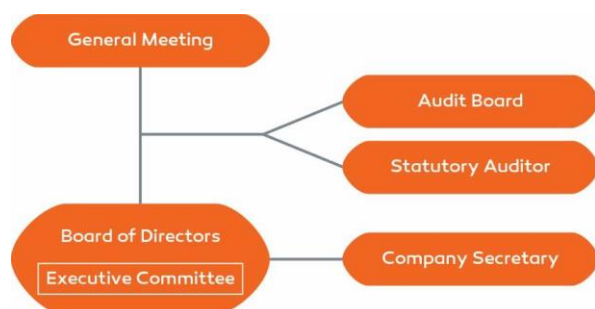 General Meeting
Audit Board
Statutory Auditor
Board of Directors
Executive Committee
Company Secretary